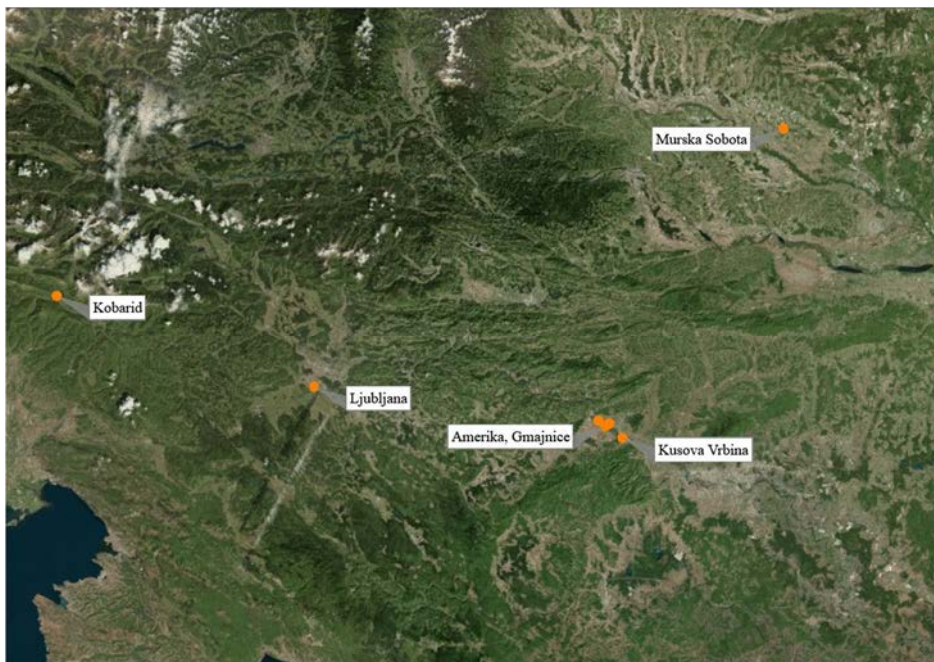 Murska Sobota
Kobarid
Ljubljana
Amerika, Gmajnice
Kusova Vrbina